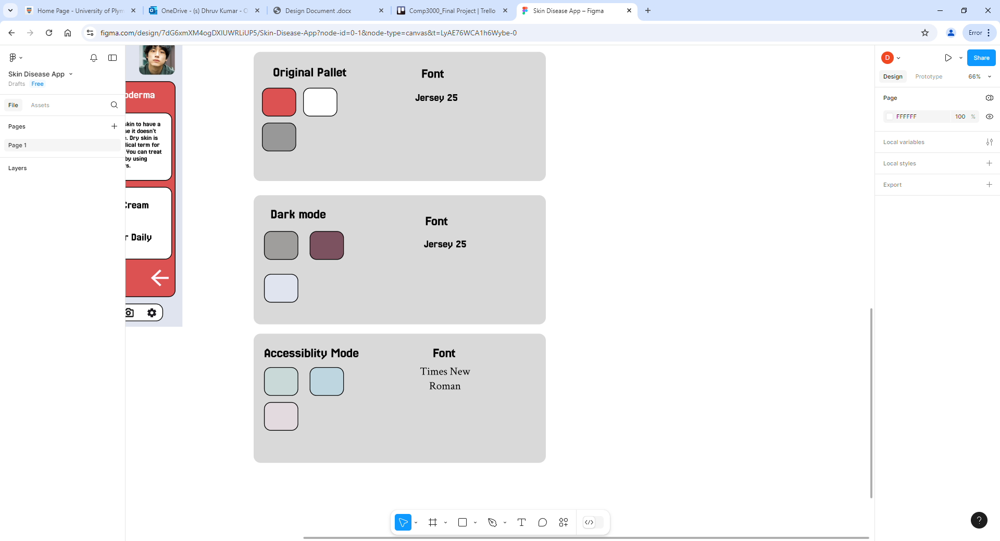 Home Page - University of Plym
OneDrive - (s) Dhruv Kumar - O
Design Document .docx
Comp3000_Final Project | Trello
Skin Disease App – Figma
figma.com/design/7dG6xmXM4ogDXIUWRLiUP5/Skin-Disease-App?node-id=0-1&node-type=canvas&t=LyAE76WCA1h6Wybe-0
Error
Skin Disease App
Drafts Free
File Assets
Pages
Page 1
Layers
oderma
skin to have a
se it doesn't
e. Dry skin is
lical term for
You can treat
by using
rs.
Cream
r Daily
Original Pallet
Font
Jersey 25
Dark mode
Font
Jersey 25
Accessiblity Mode
Font
Times New
Roman
D
Share
Design Prototype 66%
Page
FFFFFF 100 %
Local variables
Local styles
Export
?